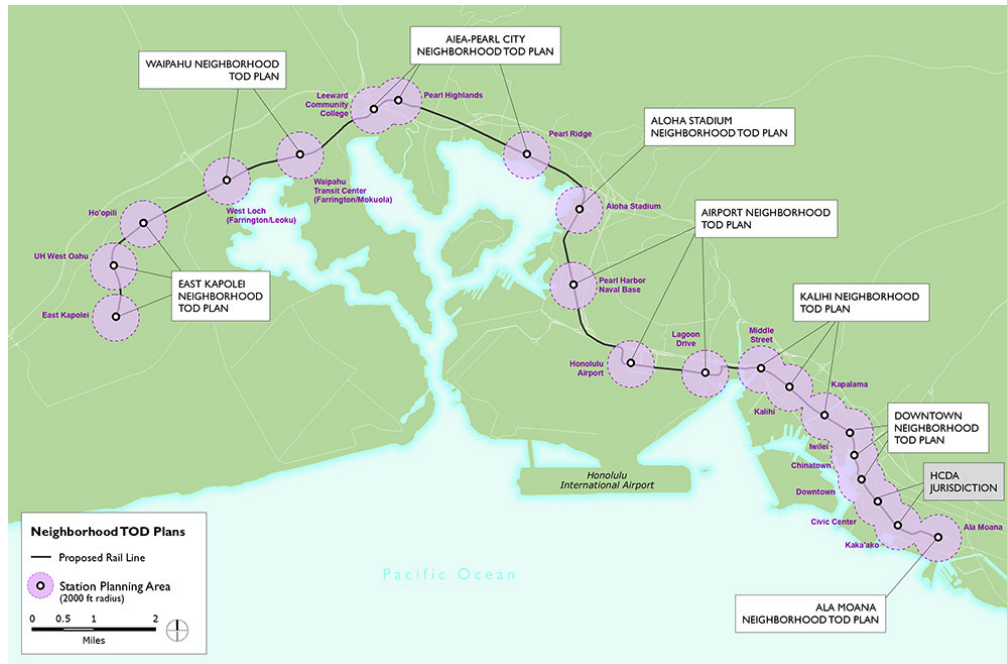 AIEA-PEARL CITY
NEIGHBORHOOD TOD PLAN
WAIPAHU NEIGHBORHOOD
TOD PLAN
Leeward
Community
College
Pearl Highlands
ALOHA STADIUM
NEIGHBORHOOD TOD PLAN
Pearl Ridge
Waipahu
Transit Center
(Farrington/Mokuola)
West Loch
(Farrington/Leoku)
Ho'opili
Aloha Stadium
AIRPORT NEIGHBORHOOD
TOD PLAN
UH West Oahu
EAST KAPOLEI
NEIGHBORHOOD
TOD PLAN
East Kapolei
Pearl Harbor
Naval Base
KALIHI NEIGHBORHOOD
TOD PLAN
Lagoon
Drive
Middle
Street
Honolulu
Airport
Kalihi
Kapalama
DOWNTOWN
NEIGHBORHOOD
TOD PLAN
Iwilei
Chinatown
HCDA
JURISDICTION
Downtown
Honolulu
International Airport
Civic Center
Ala Moana
Kaka'ako
Neighborhood TOD Plans
Proposed Rail Line
Station Planning Area
(2000 ft radius)
0 0.5 1 2
Miles
Pacific Ocean
ALA MOANA
NEIGHBORHOOD TOD PLAN